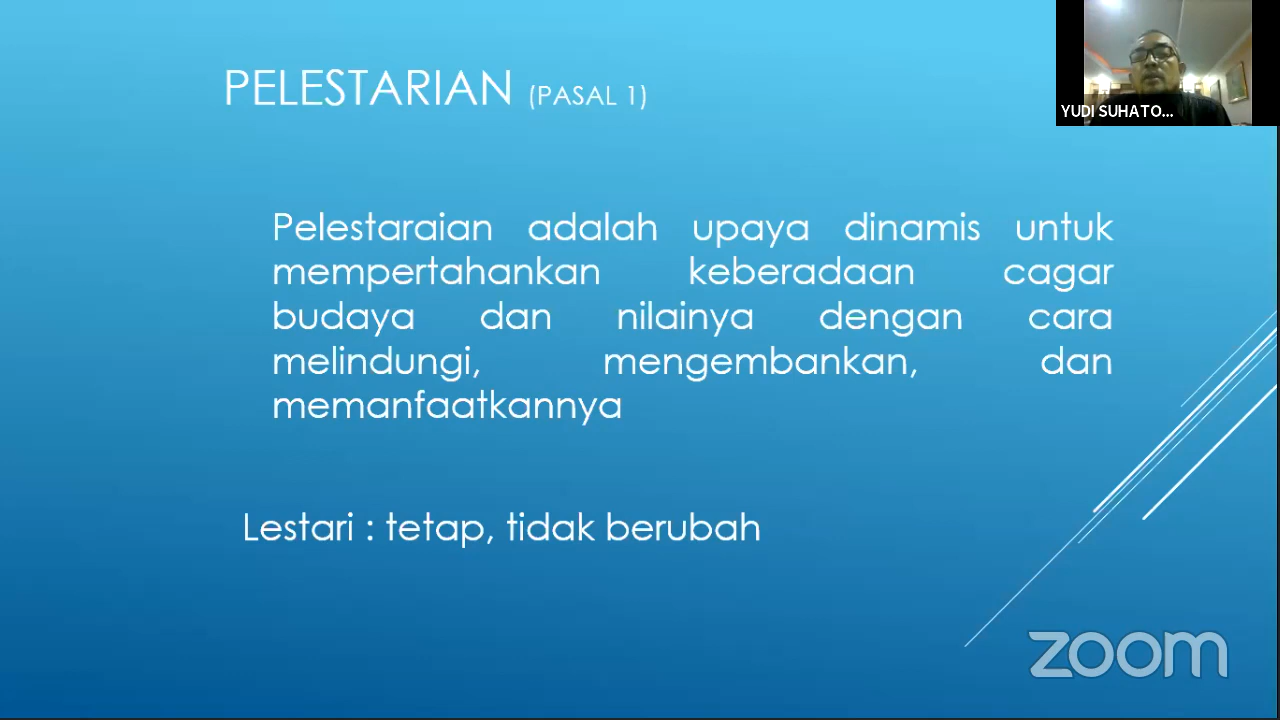 PELESTARIAN (PASAL 1)
YUDI SUHATO...
Pelestaraian adalah upaya dinamis untuk
mempertahankan keberadaan cagar
budaya dan nilainya dengan cara
melindungi, mengembankan, dan
memanfaatkannya
Lestari : tetap, tidak berubah
zoom